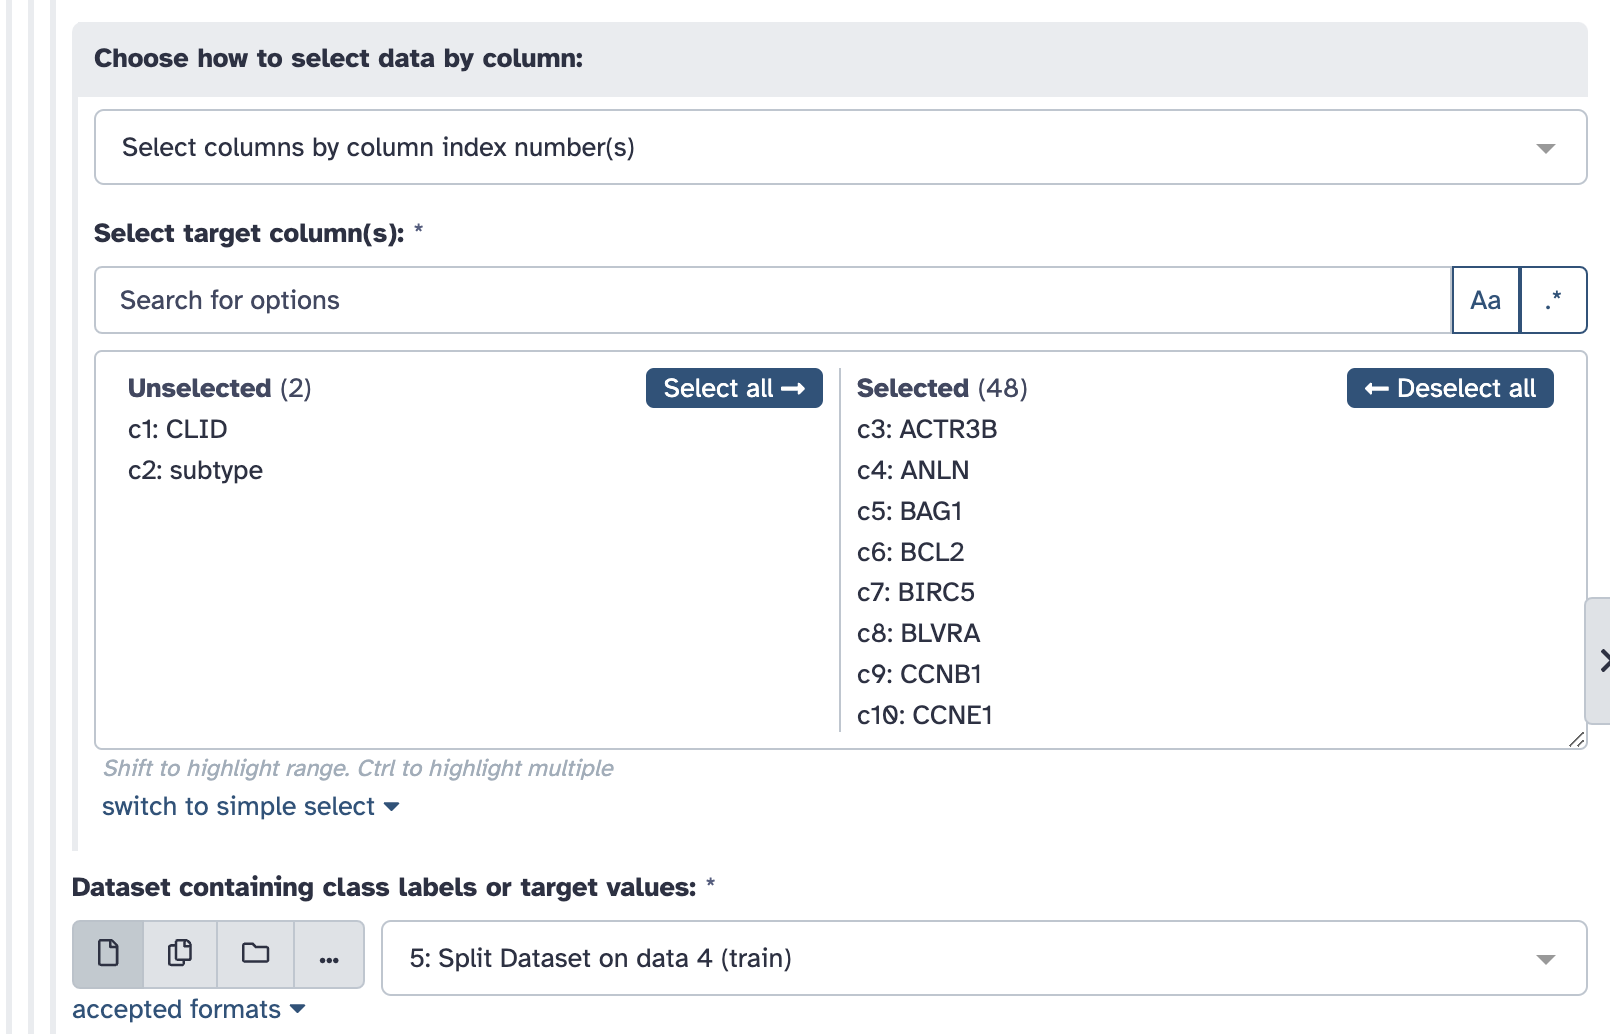 Choose how to select data by column:
Select columns by column index number(s)
Select target column(s): *
Search for options
Aa
.*
Unselected (2)
Select all →
c1: CLID
c2: subtype
Selected (48)
← Deselect all
c3: ACTR3B
c4: ANLN
c5: BAG1
c6: BCL2
c7: BIRC5
c8: BLVRA
c9: CCNB1
c10: CCNE1
Shift to highlight range. Ctrl to highlight multiple
switch to simple select
Dataset containing class labels or target values: *
...
5: Split Dataset on data 4 (train)
accepted formats